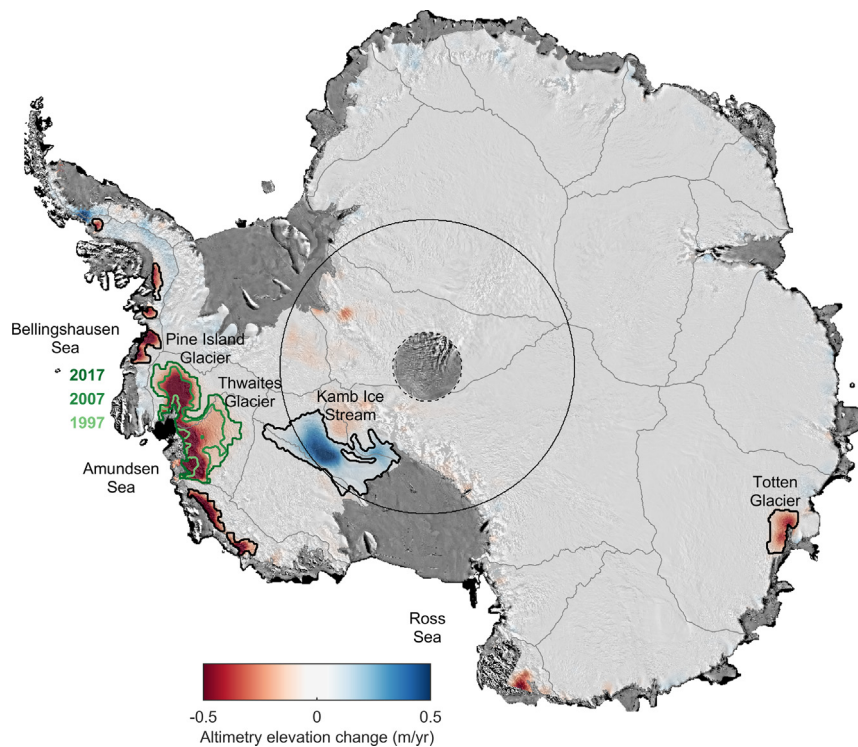 Bellingshausen
Sea
Pine Island
Glacier
2017
2007
1997
Thwaites
Glacier
Kamb Ice
Stream
Amundsen
Sea
Totten
Glacier
Ross
Sea
-0.5
0
0.5
Altimetry elevation change (m/yr)